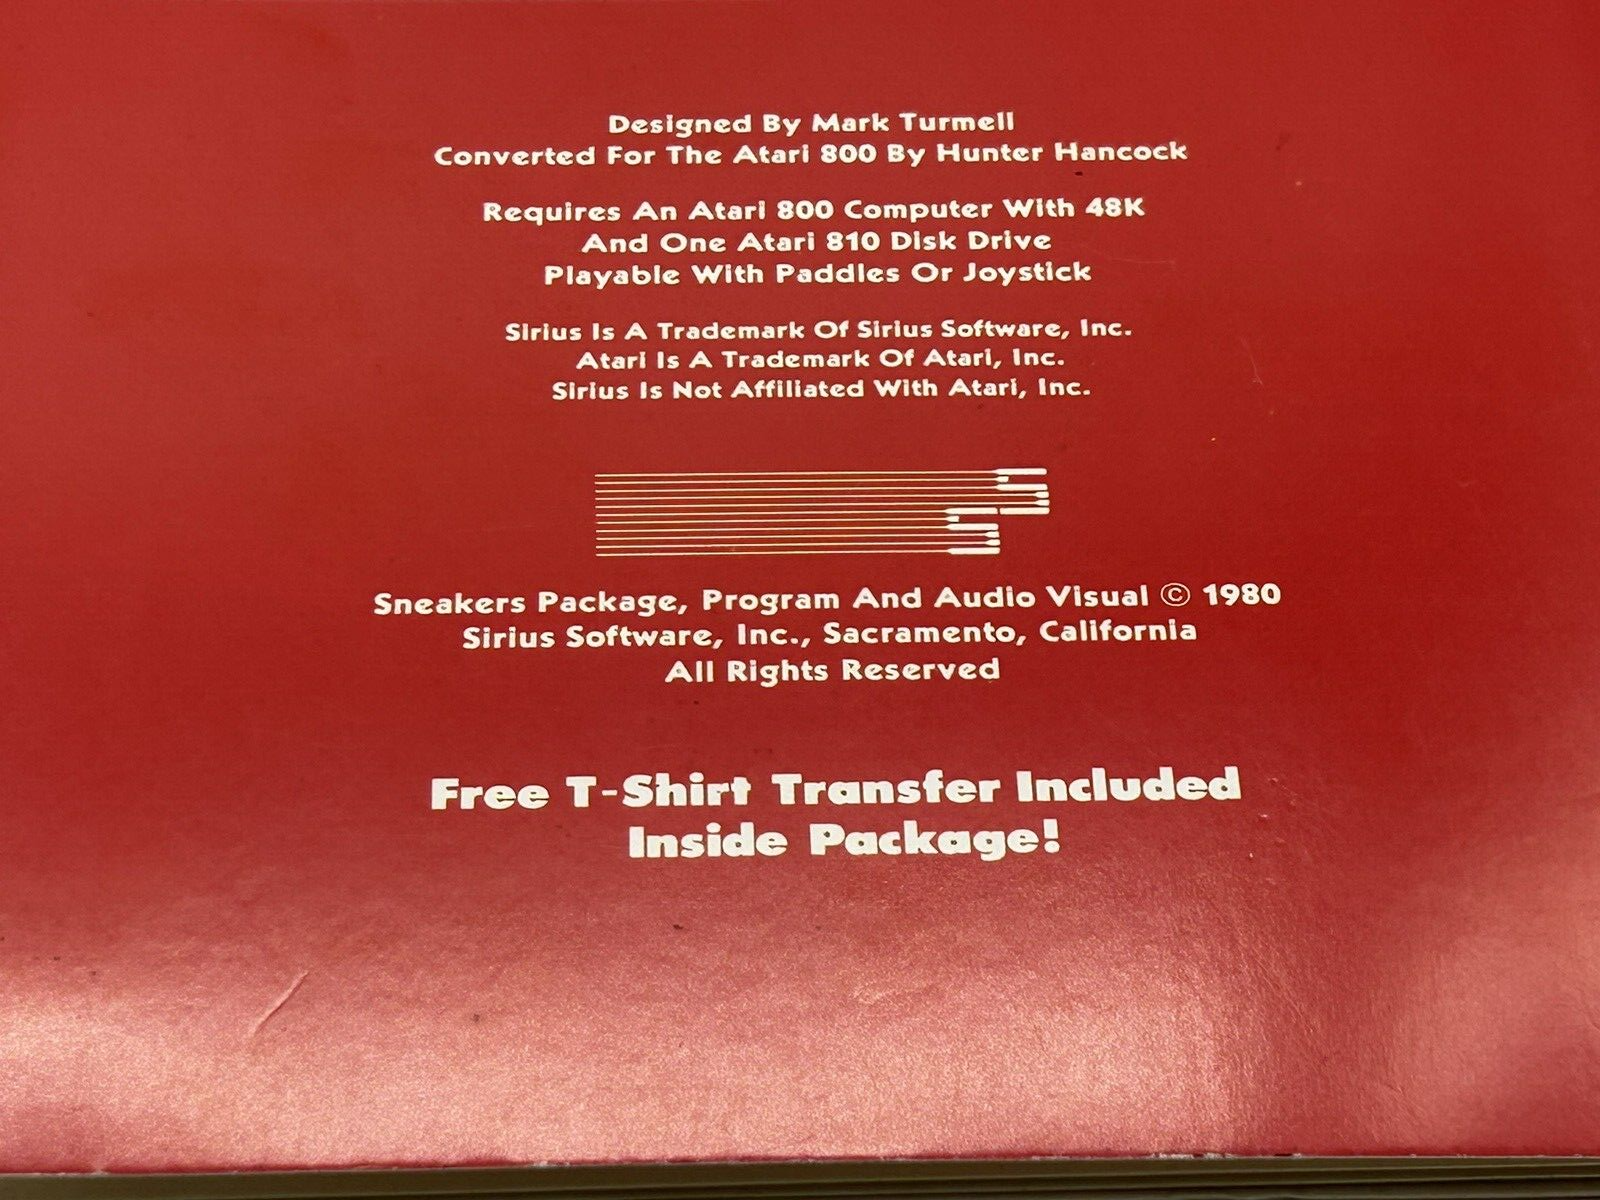 Designed By Mark Turmell
Converted For The Atari 800 By Hunter Hancock
Requires An Atari 800 Computer With 48K
And One Atari 810 Disk Drive
Playable With Paddles Or Joystick
Sirius Is A Trademark Of Sirius Software, Inc.
Atari Is A Trademark Of Atari, Inc.
Sirius Is Not Affiliated With Atari, Inc.
SS
Sneakers Package, Program And Audio Visual © 1980
Sirius Software, Inc., Sacramento, California
All Rights Reserved
Free T-Shirt Transfer Included
Inside Package!